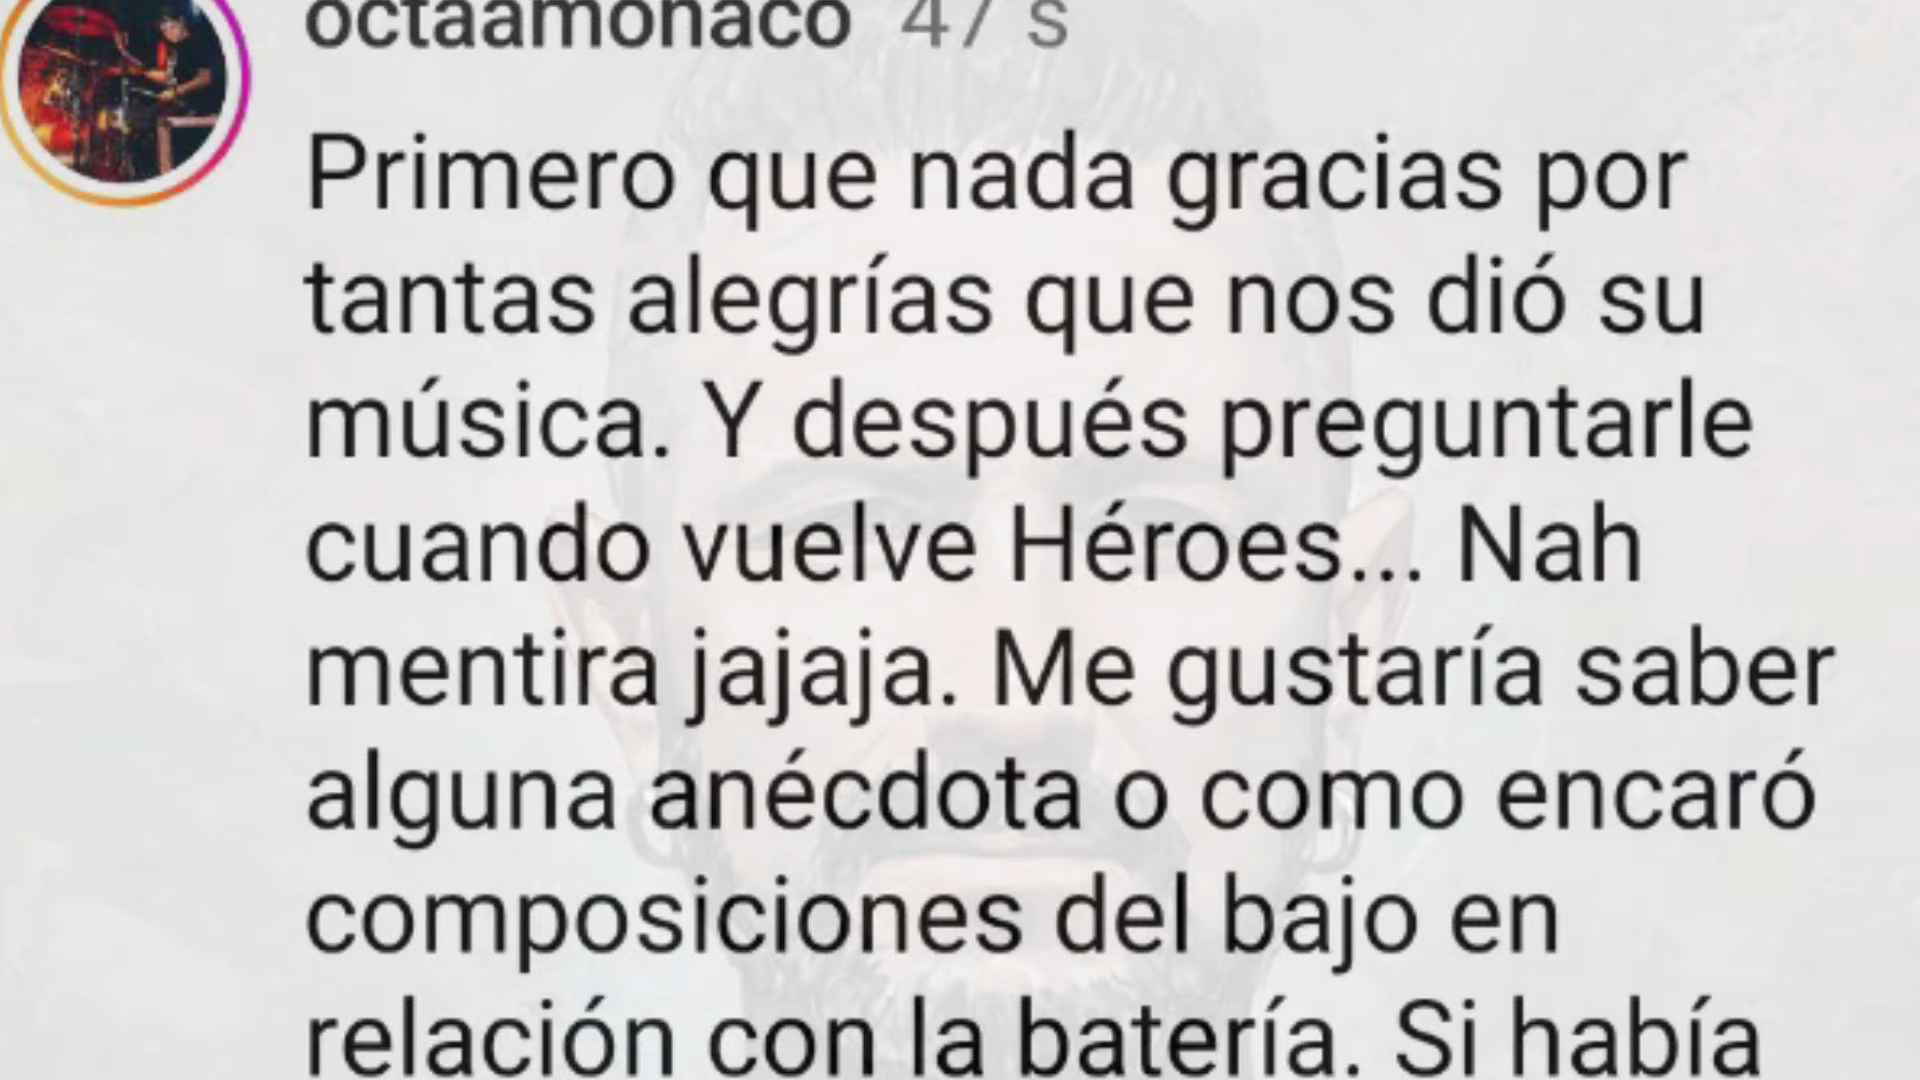 octaamonaco 47 s
Primero que nada gracias por
tantas alegrías que nos dió su
música. Y después preguntarle
cuando vuelve Héroes... Nah
mentira jajaja. Me gustaría saber
alguna anécdota o como encaró
composiciones del bajo en
relación con la batería. Si había